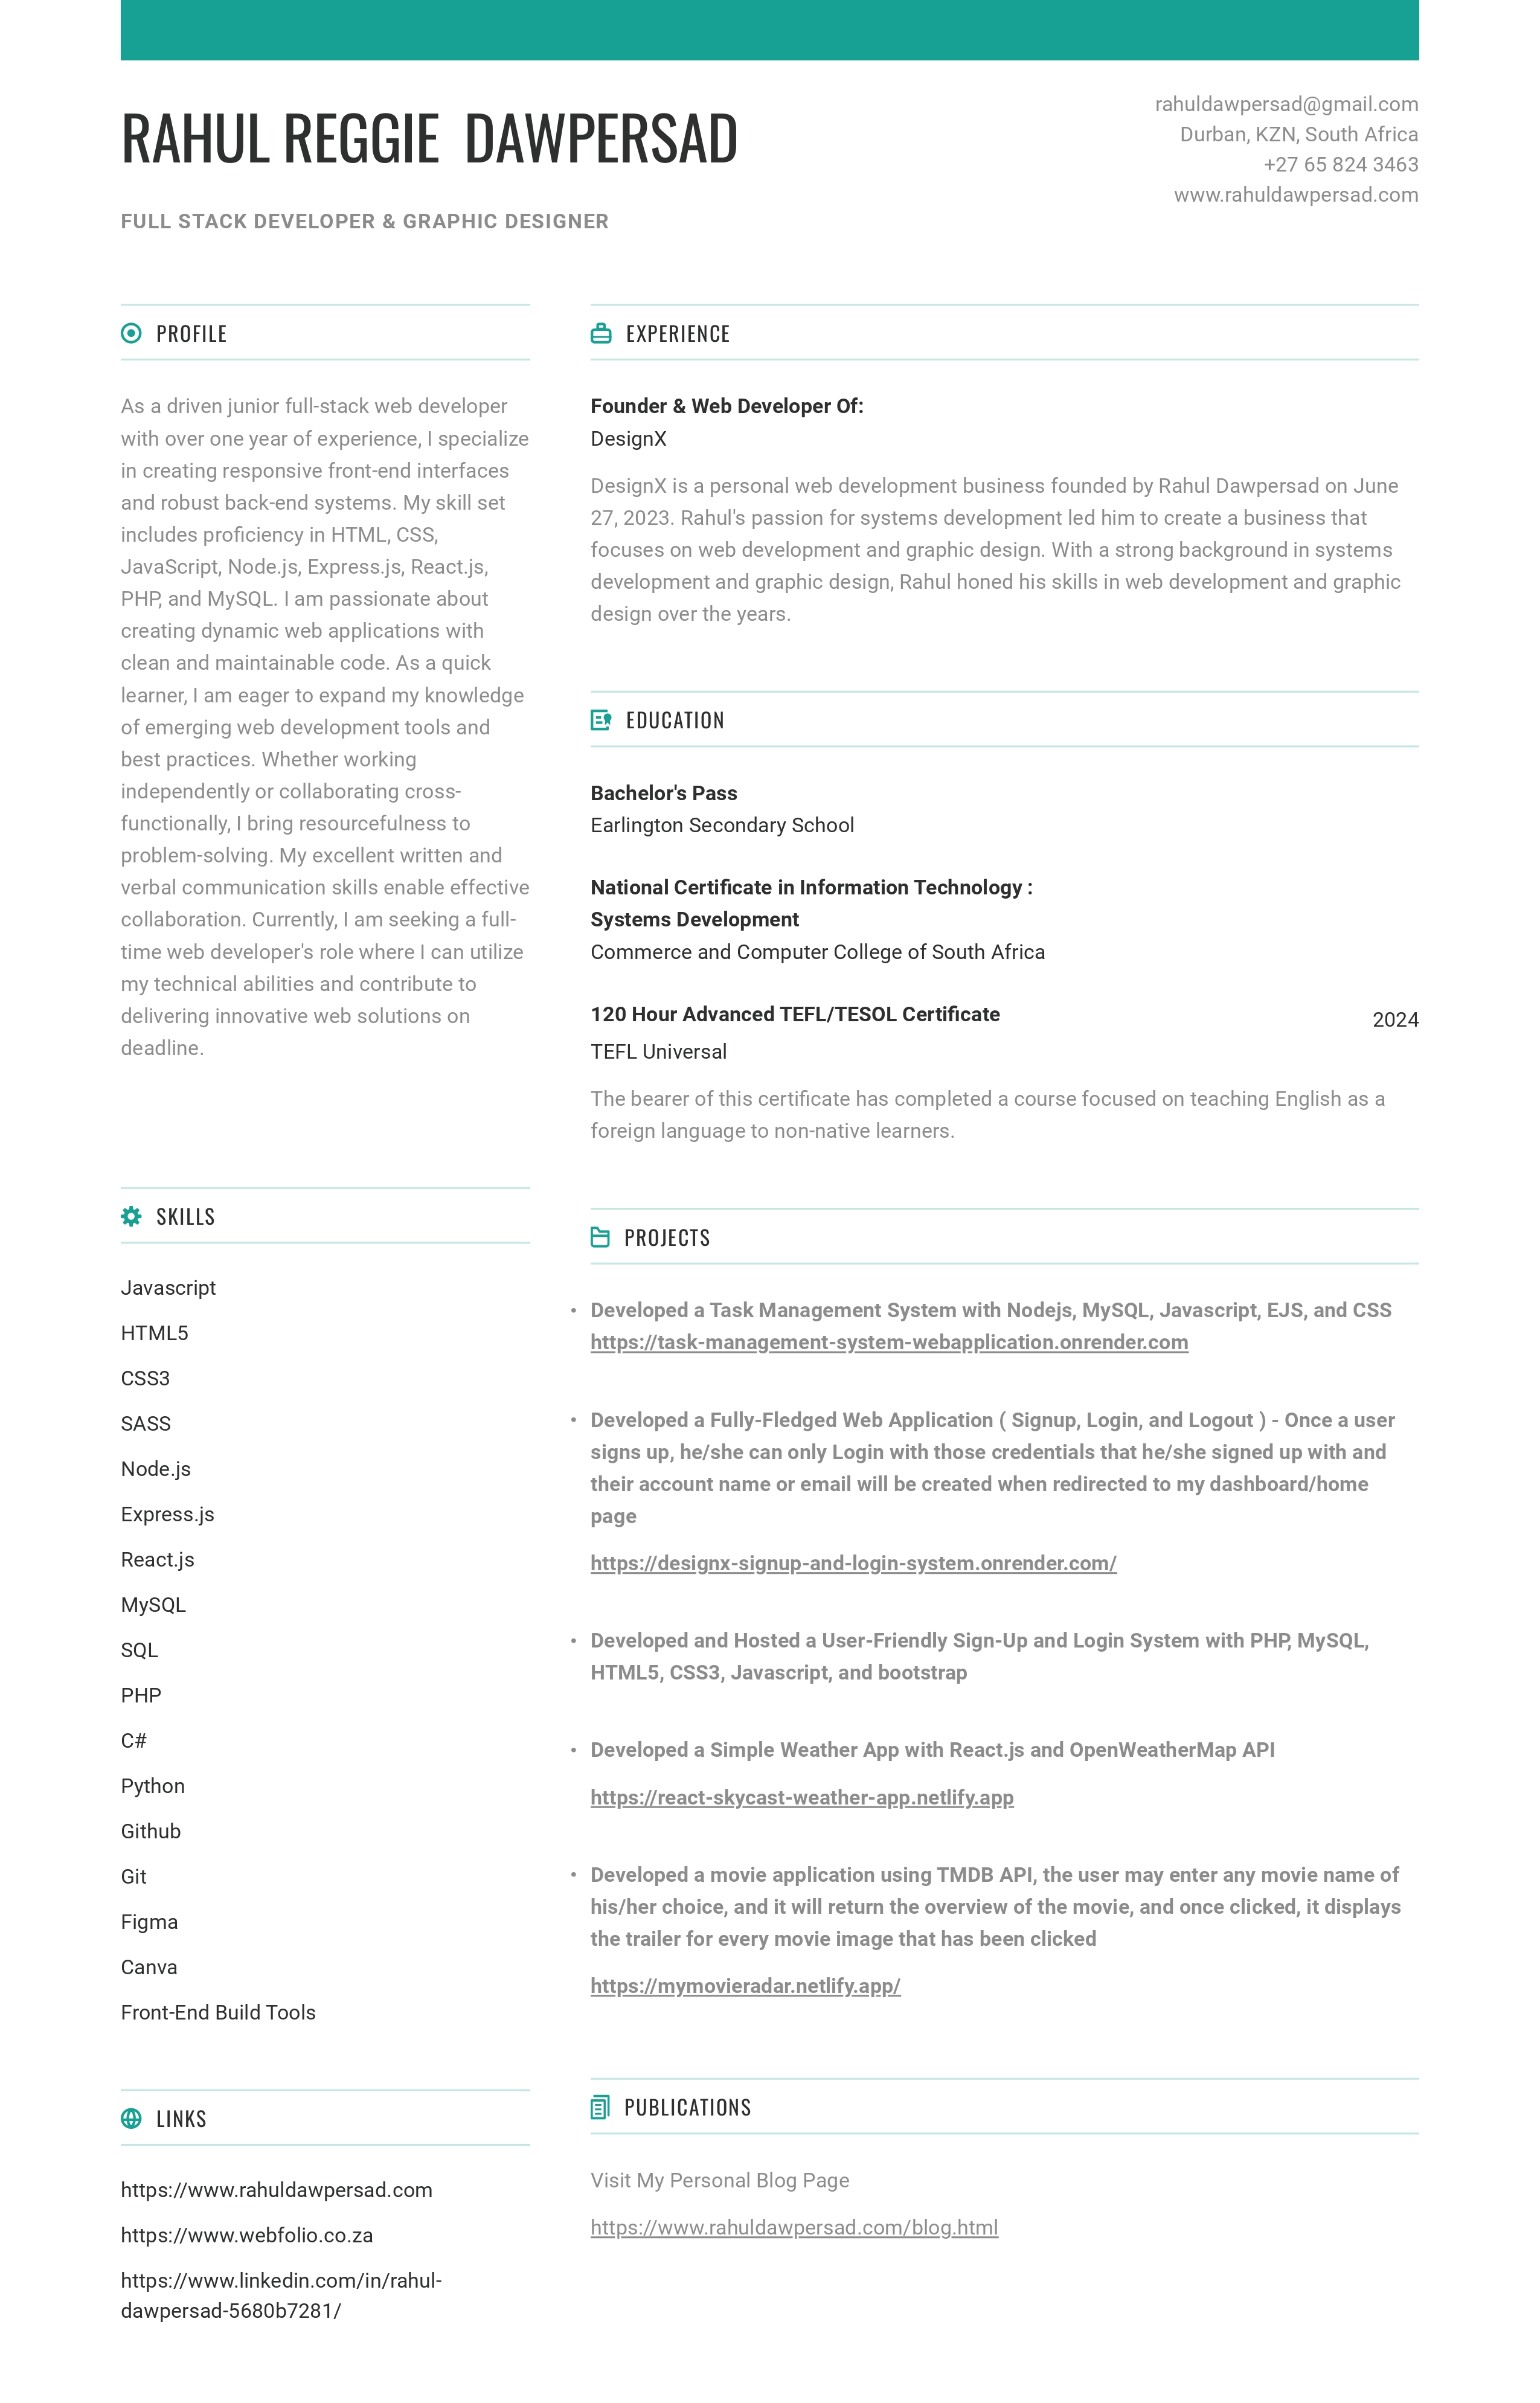 RAHUL REGGIE  DAWPERSAD
FULL STACK DEVELOPER & GRAPHIC DESIGNER
rahuldawpersad@gmail.com
Durban, KZN, South Africa
+27 65 824 3463
www.rahuldawpersad.com
PROFILE
As a driven junior full-stack web developer
with over one year of experience, I specialize
in creating responsive front-end interfaces
and robust back-end systems. My skill set
includes proficiency in HTML, CSS,
JavaScript, Node.js, Express.js, React.js,
PHP, and MySQL. I am passionate about
creating dynamic web applications with
clean and maintainable code. As a quick
learner, I am eager to expand my knowledge
of emerging web development tools and
best practices. Whether working
independently or collaborating cross-
functionally, I bring resourcefulness to
problem-solving. My excellent written and
verbal communication skills enable effective
collaboration. Currently, I am seeking a full-
time web developer's role where I can utilize
my technical abilities and contribute to
delivering innovative web solutions on
deadline.
SKILLS
Javascript
HTML5
CSS3
SASS
Node.js
Express.js
React.js
MySQL
SQL
PHP
C#
Python
Github
Git
Figma
Canva
Front-End Build Tools
LINKS
https://www.rahuldawpersad.com
https://www.webfolio.co.za
https://www.linkedin.com/in/rahul-
dawpersad-5680b7281/
EXPERIENCE
Founder & Web Developer Of:
DesignX
DesignX is a personal web development business founded by Rahul Dawpersad on June
27, 2023. Rahul's passion for systems development led him to create a business that
focuses on web development and graphic design. With a strong background in systems
development and graphic design, Rahul honed his skills in web development and graphic
design over the years.
EDUCATION
Bachelor's Pass
Earlington Secondary School
National Certificate in Information Technology :
Systems Development
Commerce and Computer College of South Africa
120 Hour Advanced TEFL/TESOL Certificate
2024
TEFL Universal
The bearer of this certificate has completed a course focused on teaching English as a
foreign language to non-native learners.
PROJECTS
• Developed a Task Management System with Nodejs, MySQL, Javascript, EJS, and CSS
https://task-management-system-webapplication.onrender.com
• Developed a Fully-Fledged Web Application ( Signup, Login, and Logout ) - Once a user
signs up, he/she can only Login with those credentials that he/she signed up with and
their account name or email will be created when redirected to my dashboard/home
page
https://designx-signup-and-login-system.onrender.com/
• Developed and Hosted a User-Friendly Sign-Up and Login System with PHP, MySQL,
HTML5, CSS3, Javascript, and bootstrap
• Developed a Simple Weather App with React.js and OpenWeatherMap API
https://react-skycast-weather-app.netlify.app
• Developed a movie application using TMDB API, the user may enter any movie name of
his/her choice, and it will return the overview of the movie, and once clicked, it displays
the trailer for every movie image that has been clicked
https://mymovieradar.netlify.app/
PUBLICATIONS
Visit My Personal Blog Page
https://www.rahuldawpersad.com/blog.html